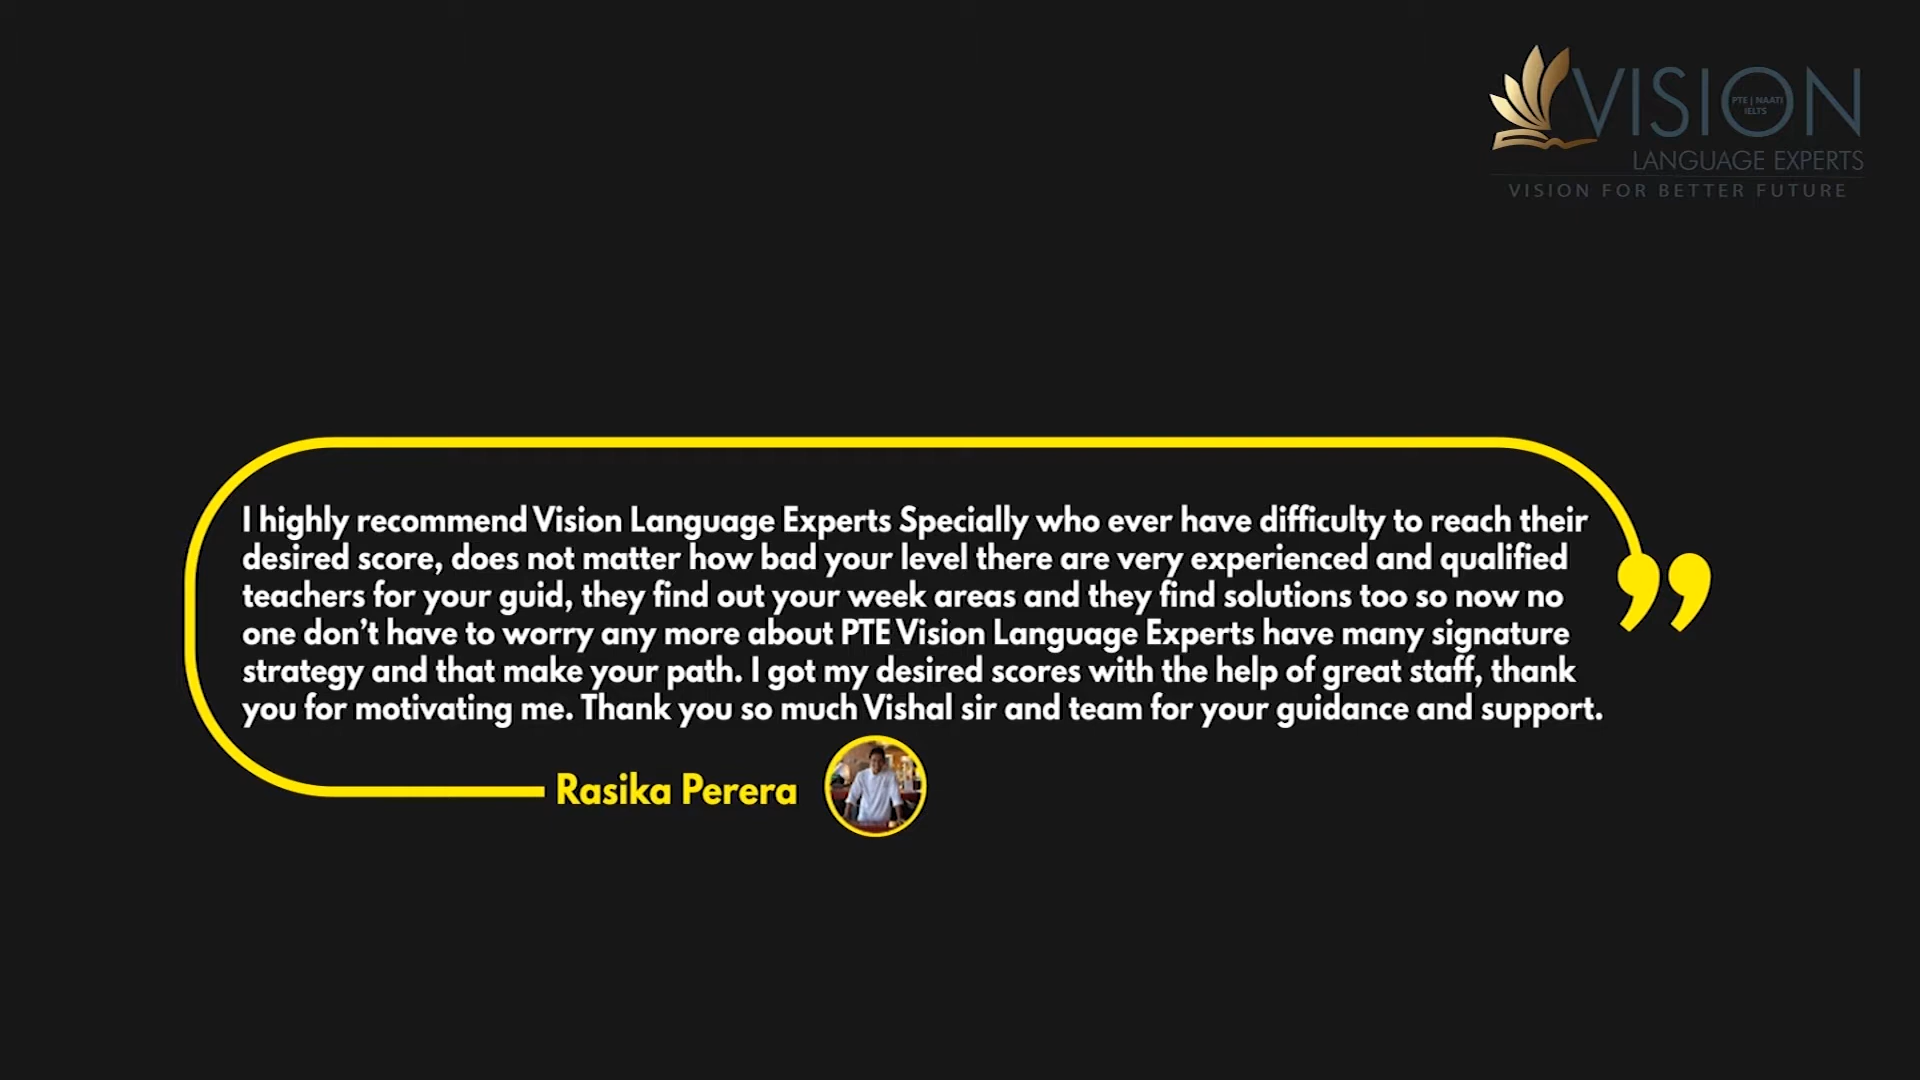 VISION
PTE | NAATI
IELTS
LANGUAGE EXPERTS
VISION FOR BETTER FUTURE
I highly recommend Vision Language Experts Specially who ever have difficulty to reach their
desired score, does not matter how bad your level there are very experienced and qualified
teachers for your guid, they find out your week areas and they find solutions too so now no
one don’t have to worry any more about PTE Vision Language Experts have many signature
strategy and that make your path. I got my desired scores with the help of great staff, thank
you for motivating me. Thank you so much Vishal sir and team for your guidance and support.
”
Rasika Perera